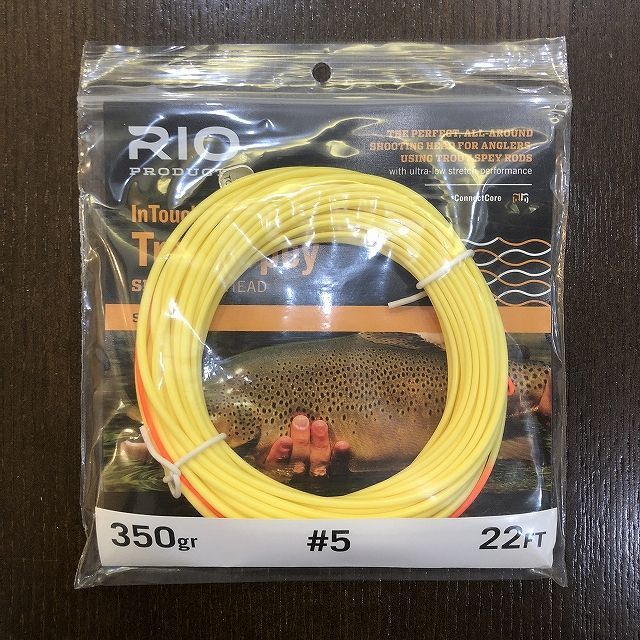 RIO
PRODUCT
THE PERFECT, ALL-AROUND
SHOOTING HEAD FOR ANGLERS
USING TROUT SPEY RODS
with ultra-low stretch performance
ConnectCore
InTouch
HEAD
350gr #5 22FT